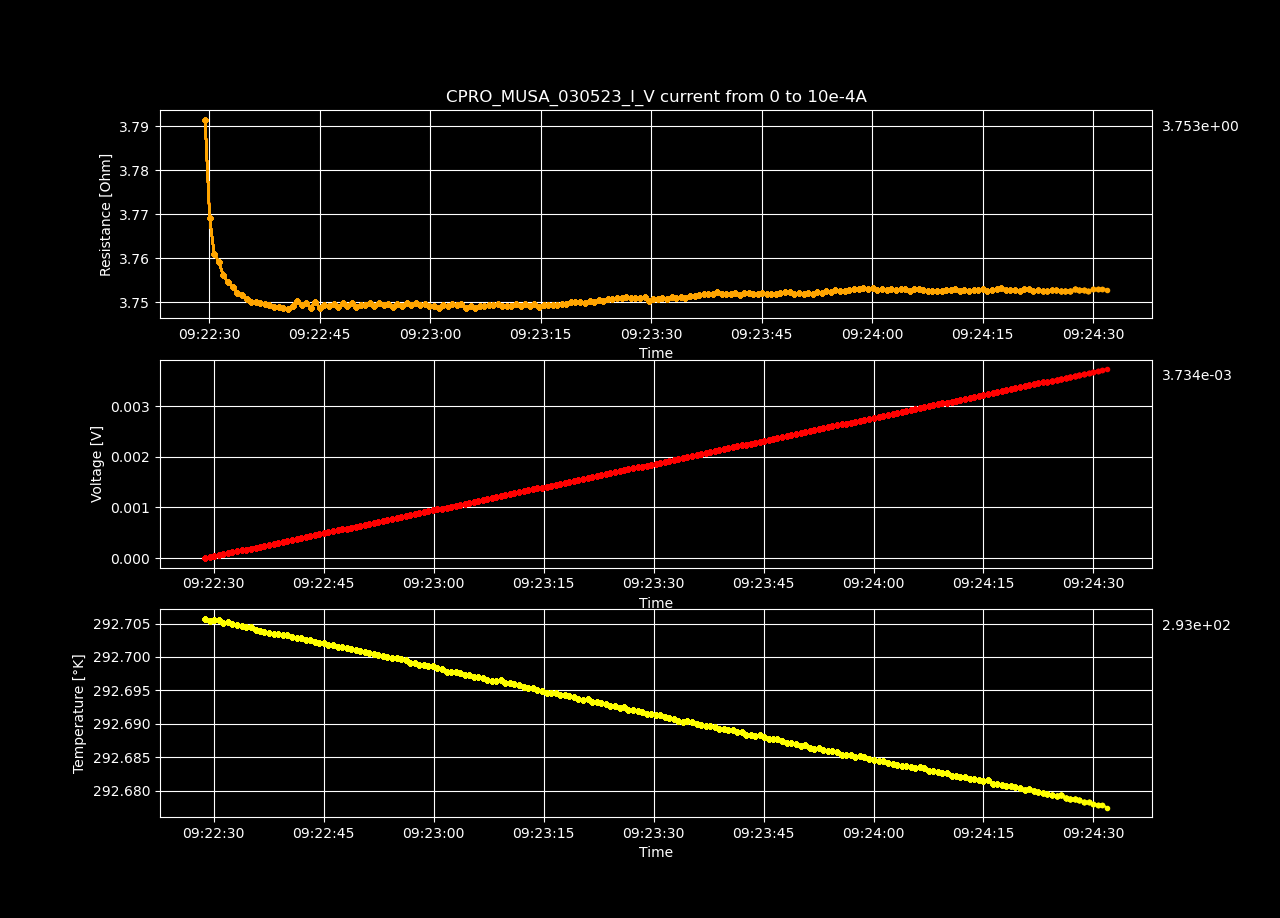 CPRO_MUSA_030523_I_V current from 0 to 10e-4A
3.79
3.78
3.77
3.76
3.75
Resistance [Ohm]
3.753e+00
09:22:30 09:22:45 09:23:00 09:23:15 09:23:30 09:23:45 09:24:00 09:24:15 09:24:30
Time
0.003
0.002
0.001
0.000
Voltage [V]
3.734e-03
09:22:30 09:22:45 09:23:00 09:23:15 09:23:30 09:23:45 09:24:00 09:24:15 09:24:30
Time
292.705
292.700
292.695
292.690
292.685
292.680
Temperature [°K]
2.93e+02
09:22:30 09:22:45 09:23:00 09:23:15 09:23:30 09:23:45 09:24:00 09:24:15 09:24:30
Time